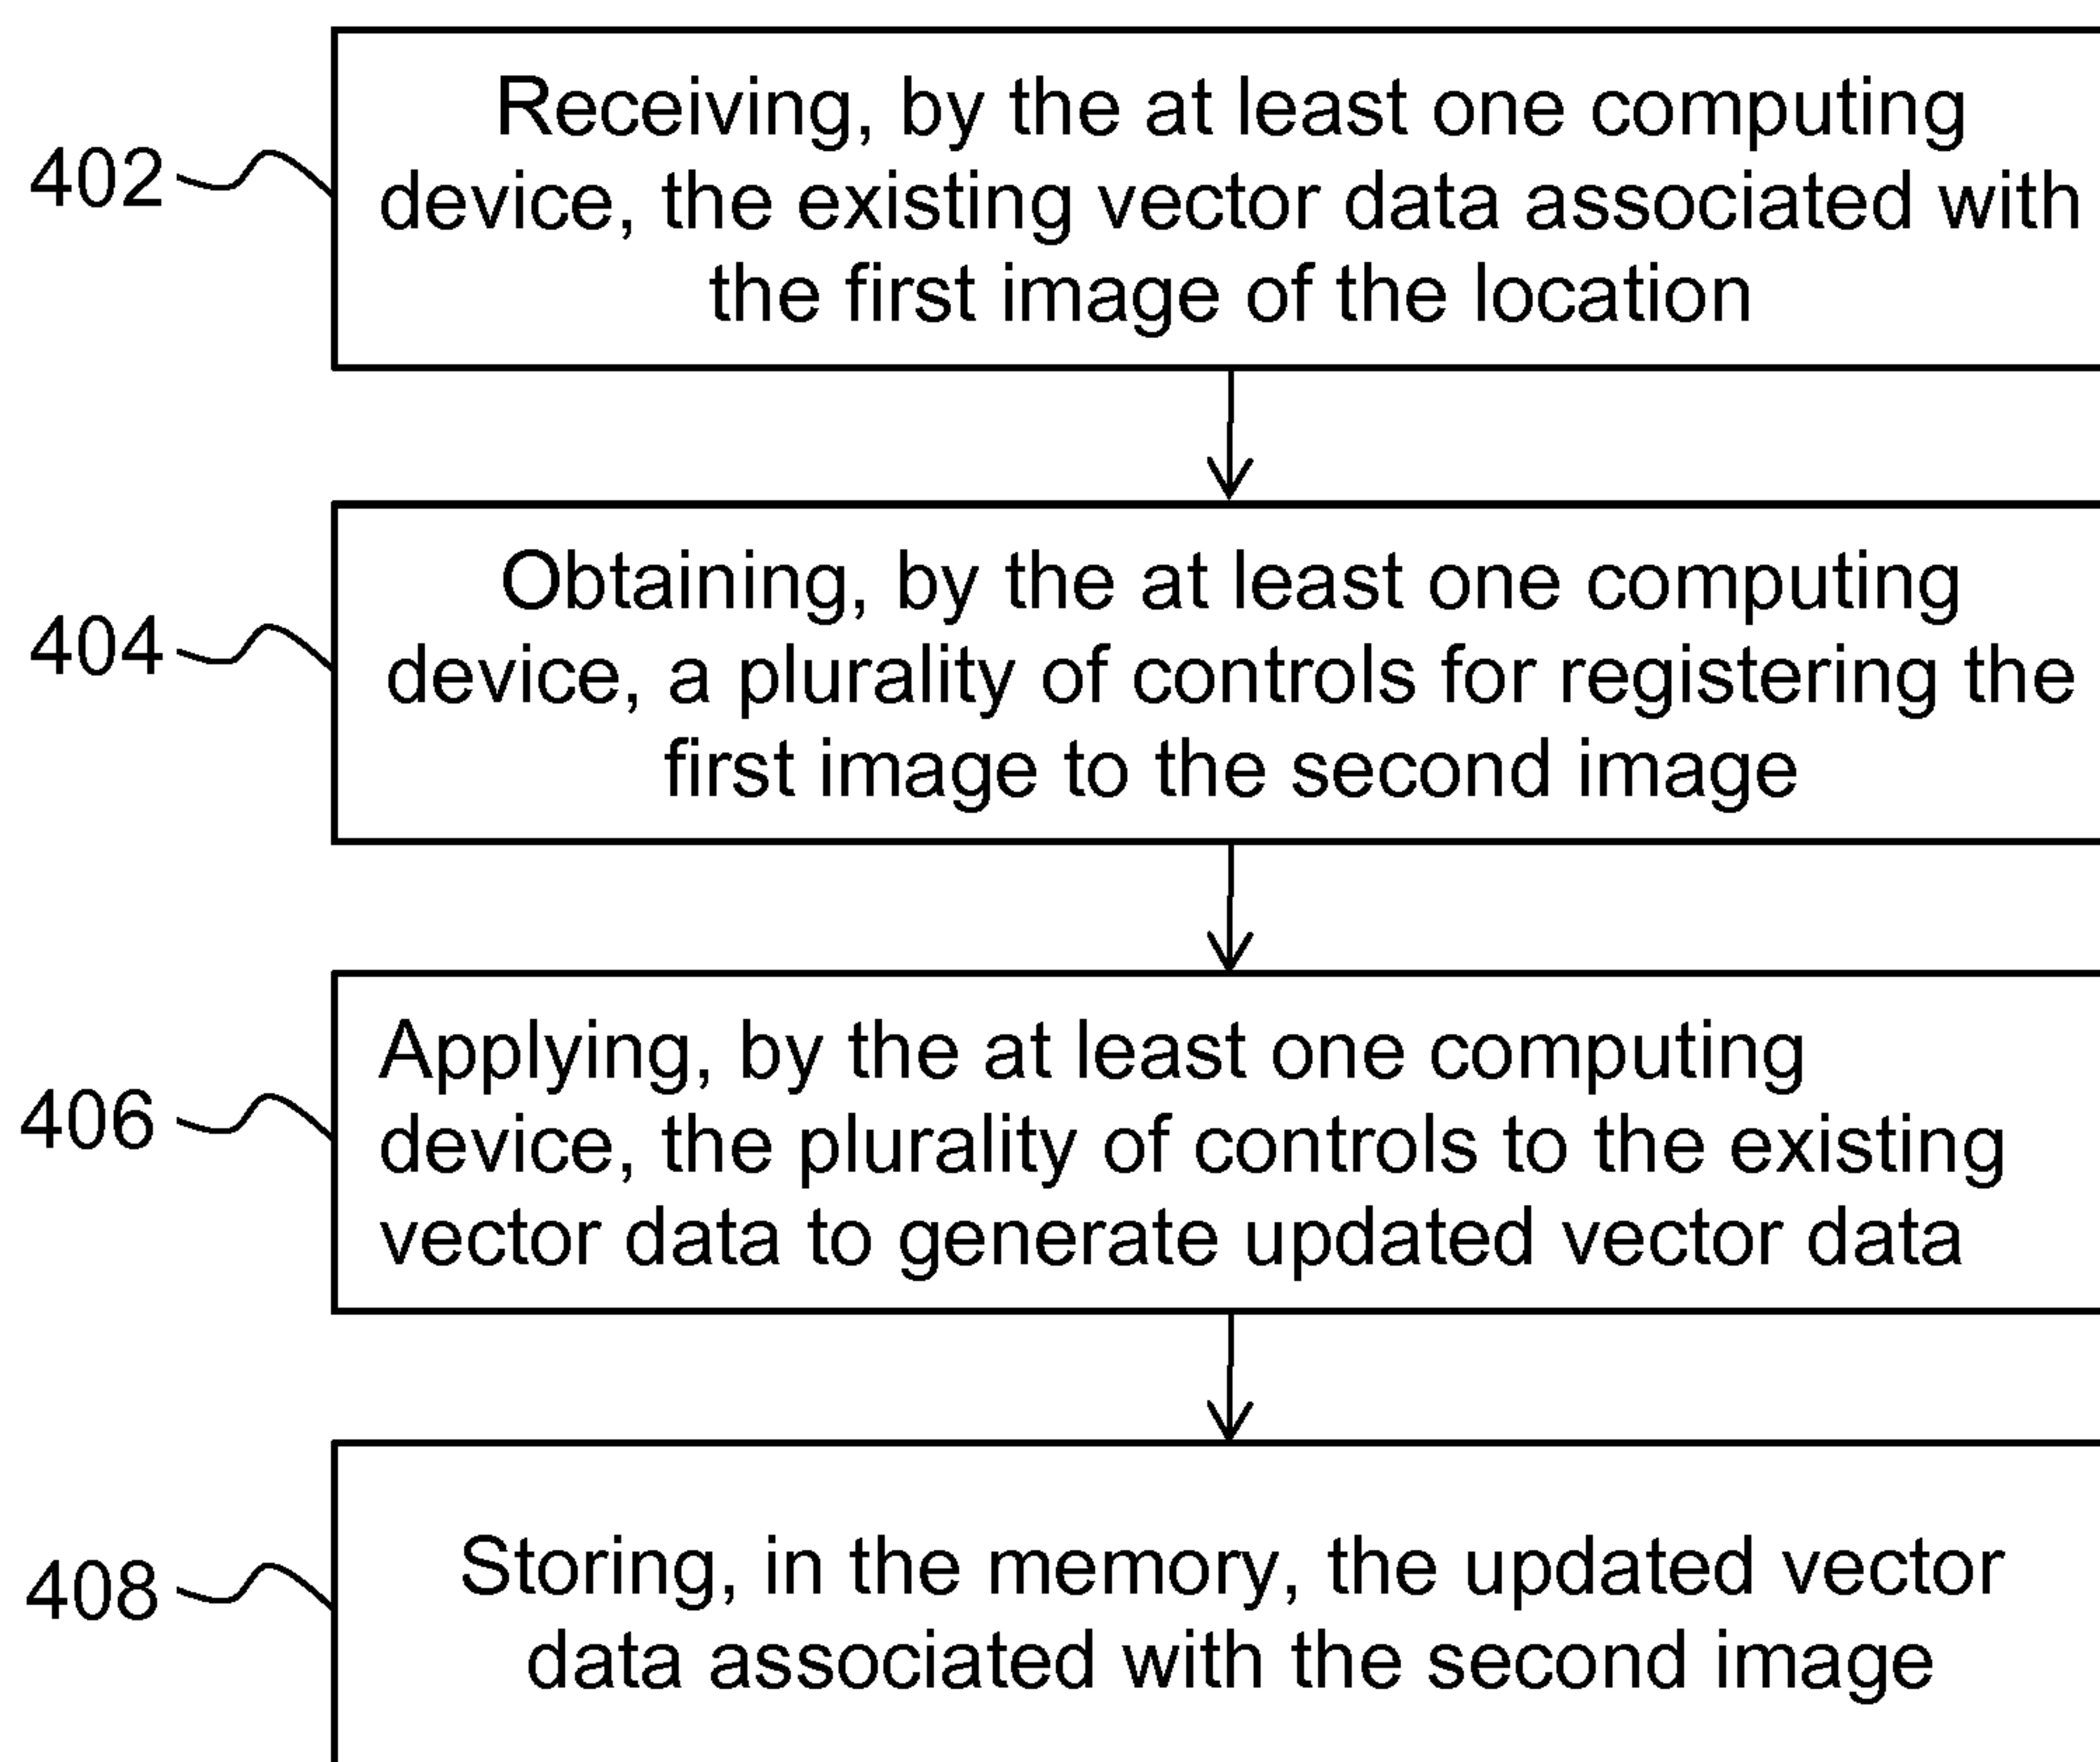 402
Receiving, by the at least one computing
device, the existing vector data associated with
the first image of the location
404
Obtaining, by the at least one computing
device, a plurality of controls for registering the
first image to the second image
406
Applying, by the at least one computing
device, the plurality of controls to the existing
vector data to generate updated vector data
408
Storing, in the memory, the updated vector
data associated with the second image